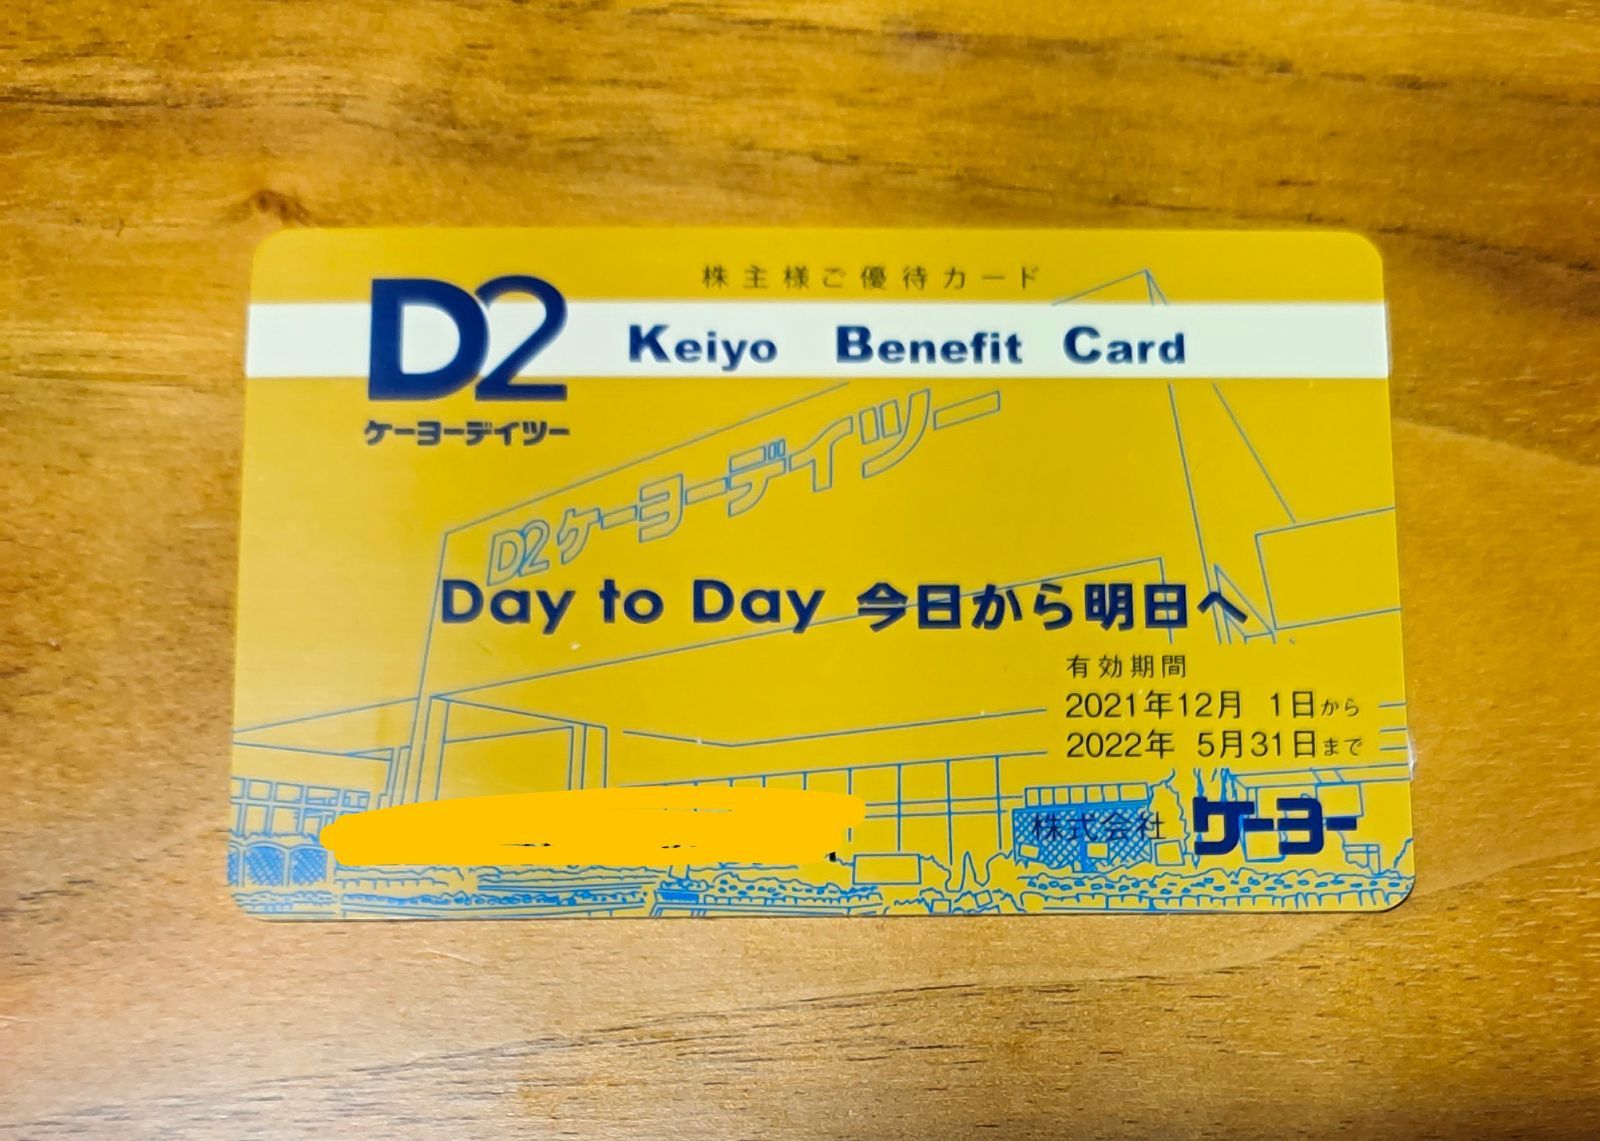 株主様ご優待カード
D2 Keiyo Benefit Card
ケーヨーデイツー
D2ケーヨーデイツー
Day to Day 今日から明日へ
有効期間
2021年12月 1日から
2022年 5月31日まで
株式会社 ケーヨー